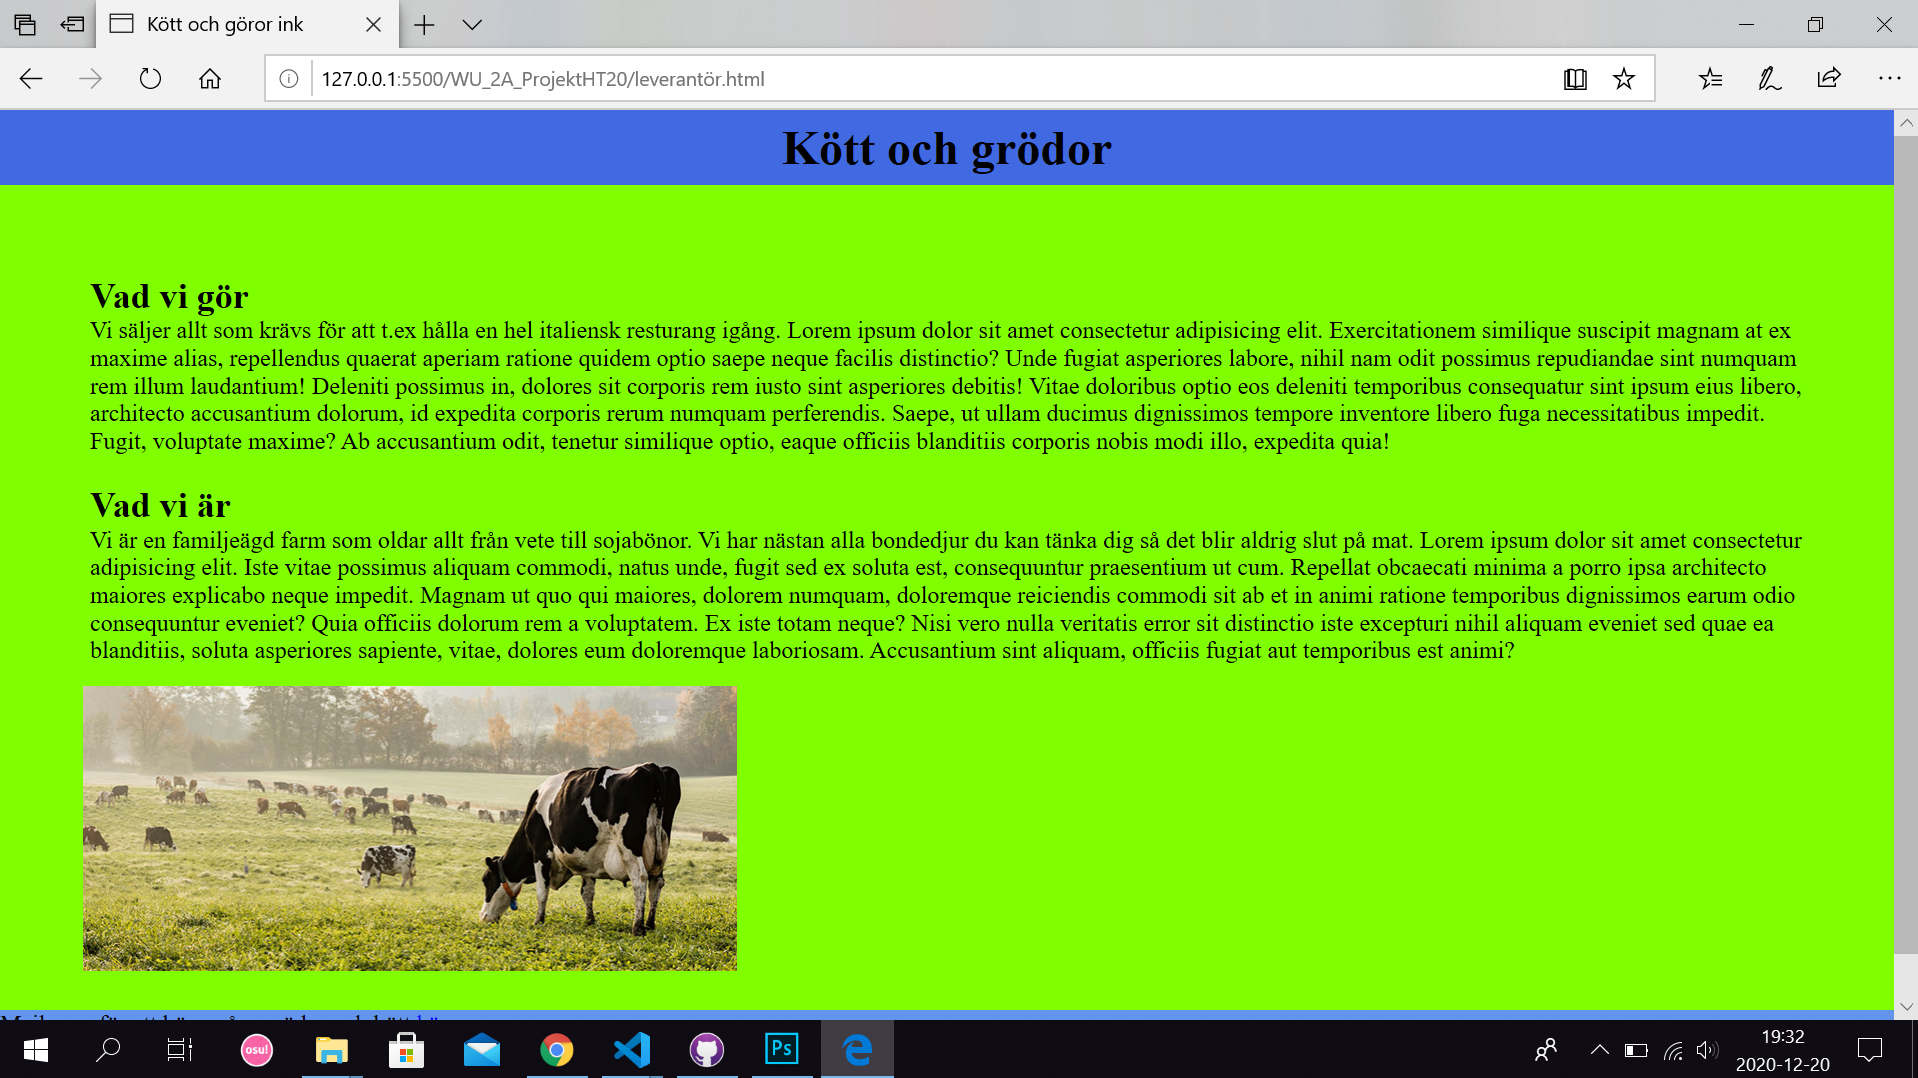 Kött och göror ink
127.0.0.1:5500/WU_2A_ProjektHT20/leverantör.html
Kött och grödor
Vad vi gör
Vi säljer allt som krävs för att t.ex hålla en hel italiensk resturang igång. Lorem ipsum dolor sit amet consectetur adipisicing elit. Exercitationem similique suscipit magnam at ex
maxime alias, repellendus quaerat aperiam ratione quidem optio saepe neque facilis distinctio? Unde fugiat asperiores labore, nihil nam odit possimus repudiandae sint numquam
rem illum laudantium! Deleniti possimus in, dolores sit corporis rem iusto sint asperiores debitis! Vitae doloribus optio eos deleniti temporibus consequatur sint ipsum eius libero,
architecto accusantium dolorum, id expedita corporis rerum numquam perferendis. Saepe, ut ullam ducimus dignissimos tempore inventore libero fuga necessitatibus impedit.
Fugit, voluptate maxime? Ab accusantium odit, tenetur similique optio, eaque officiis blanditiis corporis nobis modi illo, expedita quia!
Vad vi är
Vi är en familjeägd farm som oldar allt från vete till sojabönor. Vi har nästan alla bondedjur du kan tänka dig så det blir aldrig slut på mat. Lorem ipsum dolor sit amet consectetur
adipisicing elit. Iste vitae possimus aliquam commodi, natus unde, fugit sed ex soluta est, consequuntur praesentium ut cum. Repellat obcaecati minima a porro ipsa architecto
maiores explicabo neque impedit. Magnam ut quo qui maiores, dolorem numquam, doloremque reiciendis commodi sit ab et in animi ratione temporibus dignissimos earum odio
consequuntur eveniet? Quia officiis dolorum rem a voluptatem. Ex iste totam neque? Nisi vero nulla veritatis error sit distinctio iste excepturi nihil aliquam eveniet sed quae ea
blanditiis, soluta asperiores sapiente, vitae, dolores eum doloremque laboriosam. Accusantium sint aliquam, officiis fugiat aut temporibus est animi?
osu!
Ps
19:32
2020-12-20